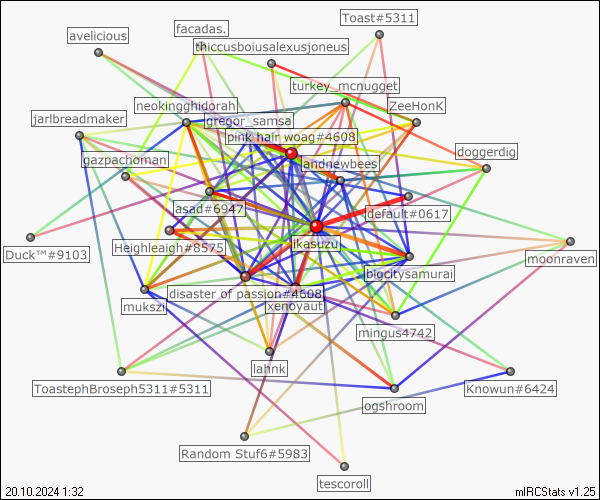 Toast#5311
facadas.
avelicious
thiccusboiusalexusjoneus
turkey_mcnugget
neokingghidorah
ZeeHonK
jarlbreadmaker
gregor_samsa
pink hair woag#4608
doggerdig
gazpachoman
landnewbees
asad#6947
default#0617
Heighleaigh#8575
jkasuzu
Duck™#9103
moonraven
bigcitysamurai
disaster of passion#4608
mukszi
xenoyaut
mingus4742
lahnk
ToastephBroseph5311#5311
Knowun#6424
ogshroom
Random Stuf6#5983
tescoroll
20.10.2024 1:32
mIRCStats v1.25